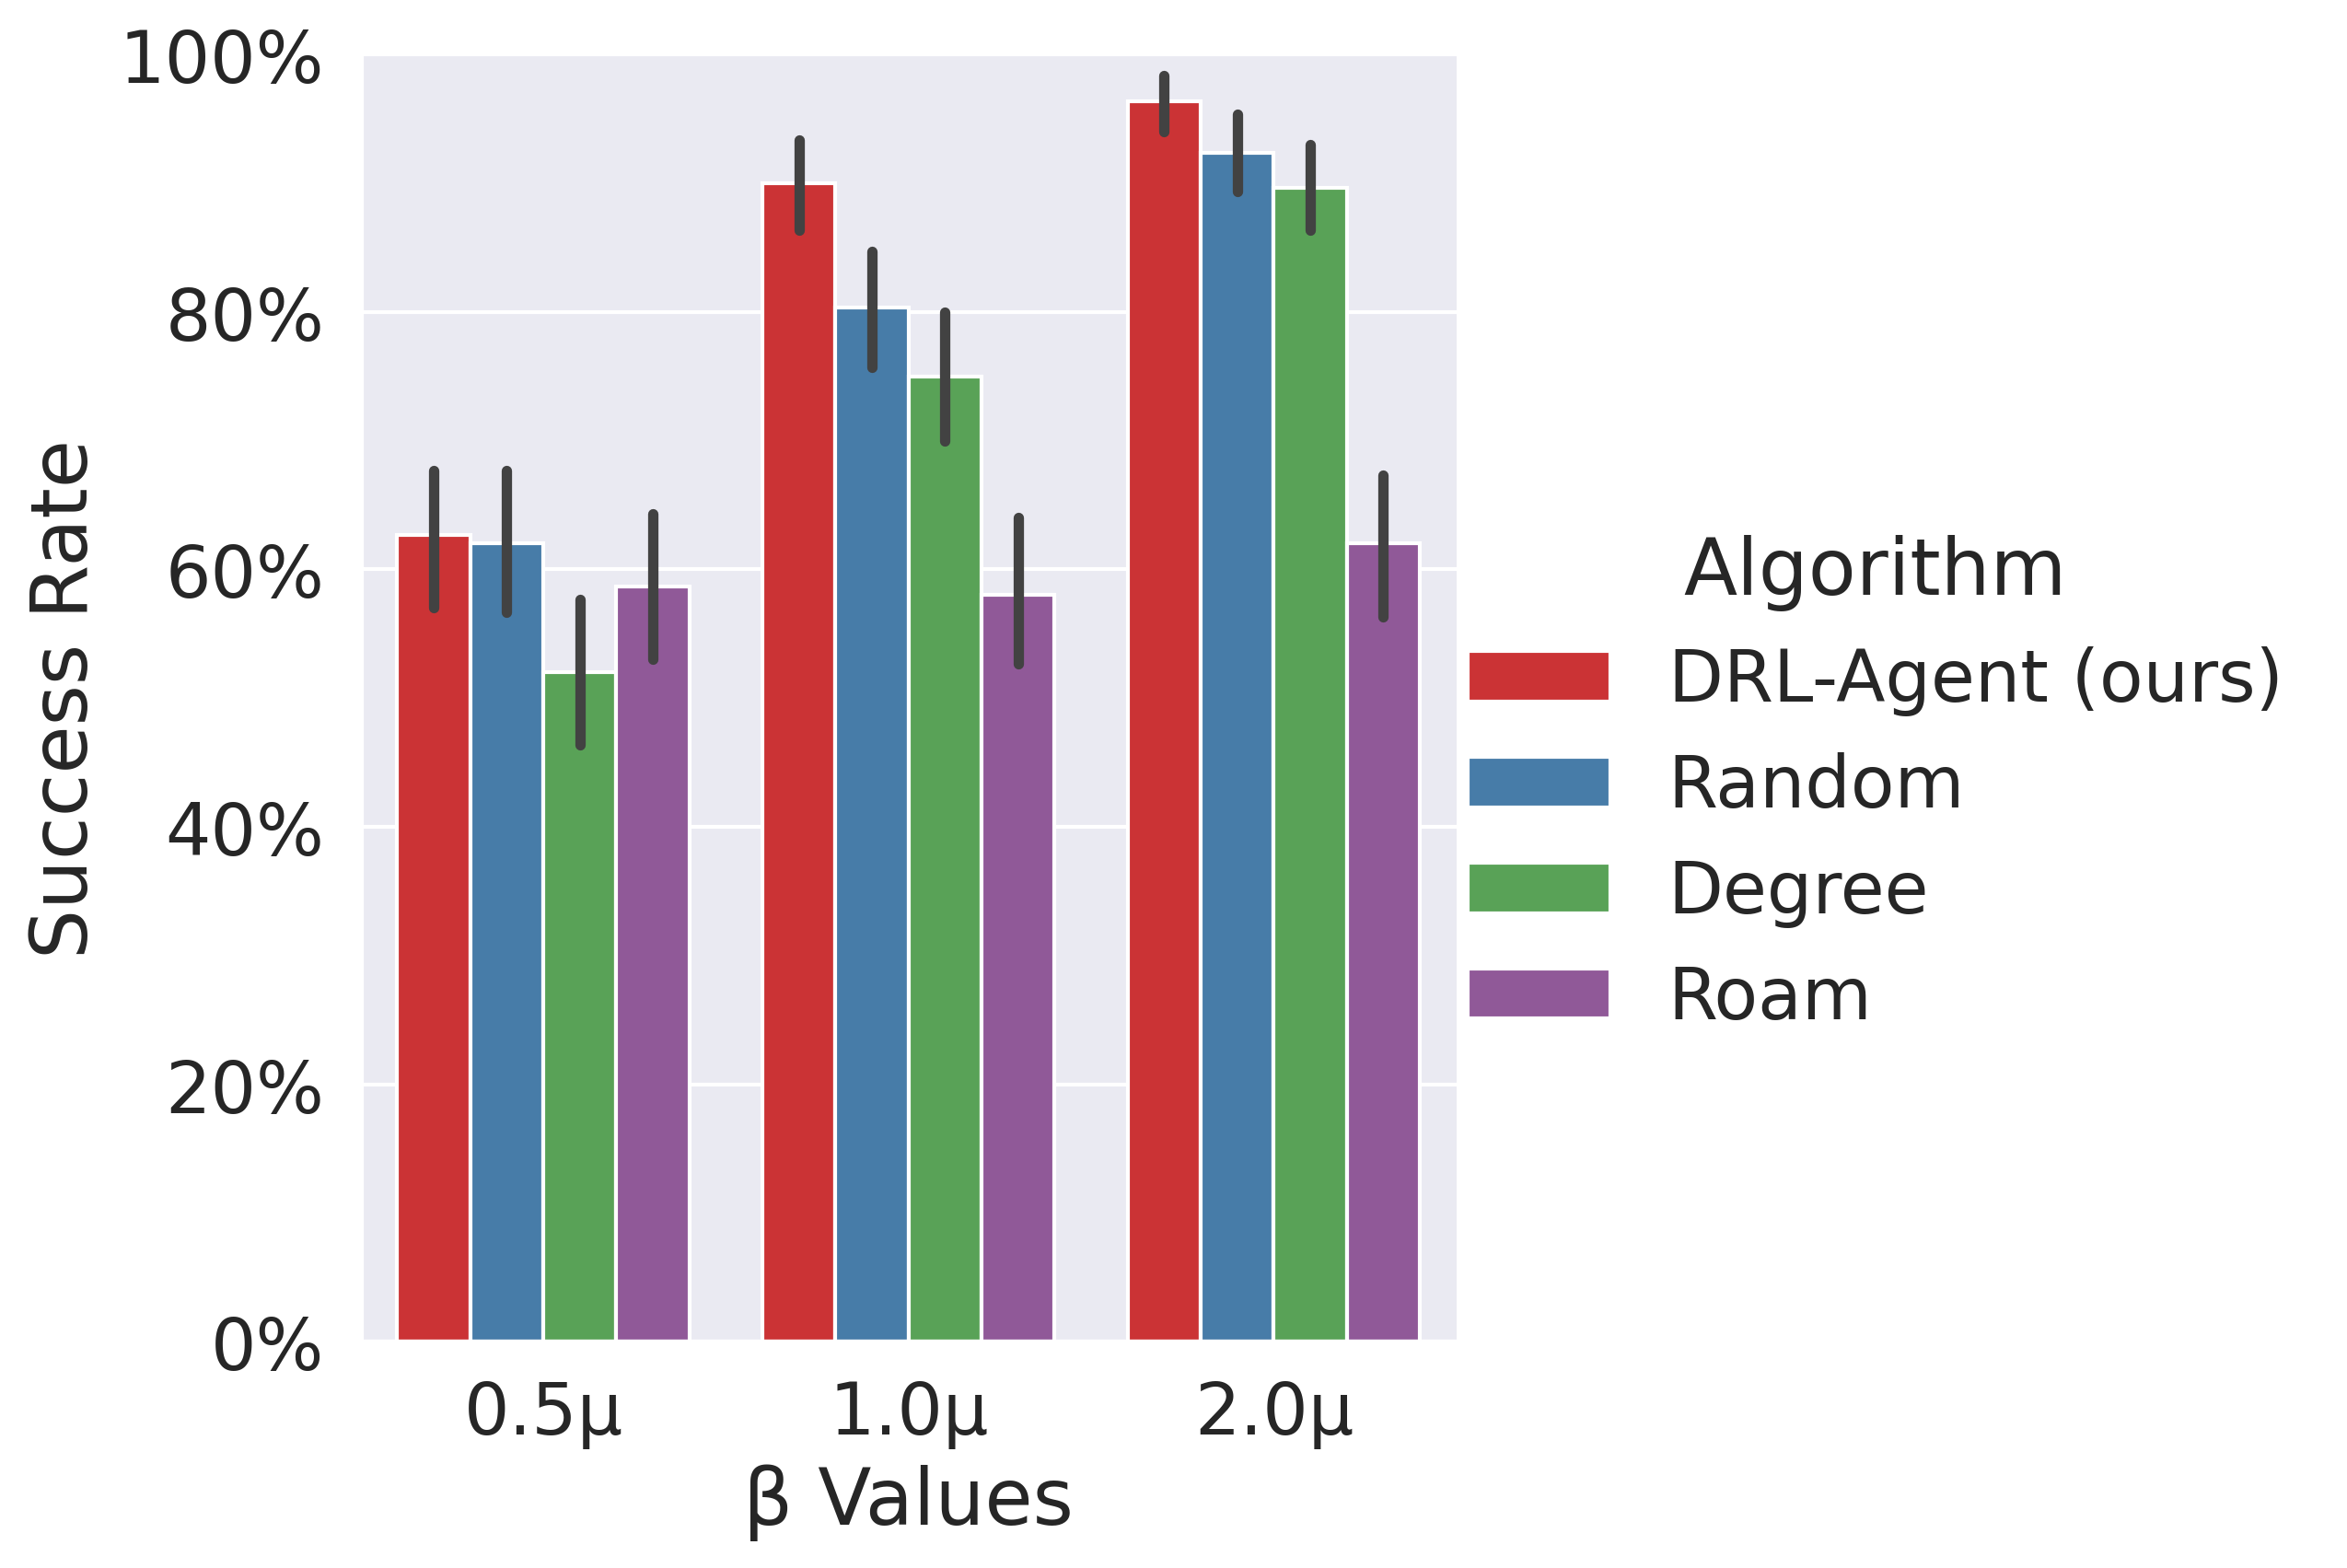 100%
80%
60%
40%
20%
0%
Success Rate
0.5µ 1.0µ 2.0µ
β Values
Algorithm
DRL-Agent (ours)
Random
Degree
Roam